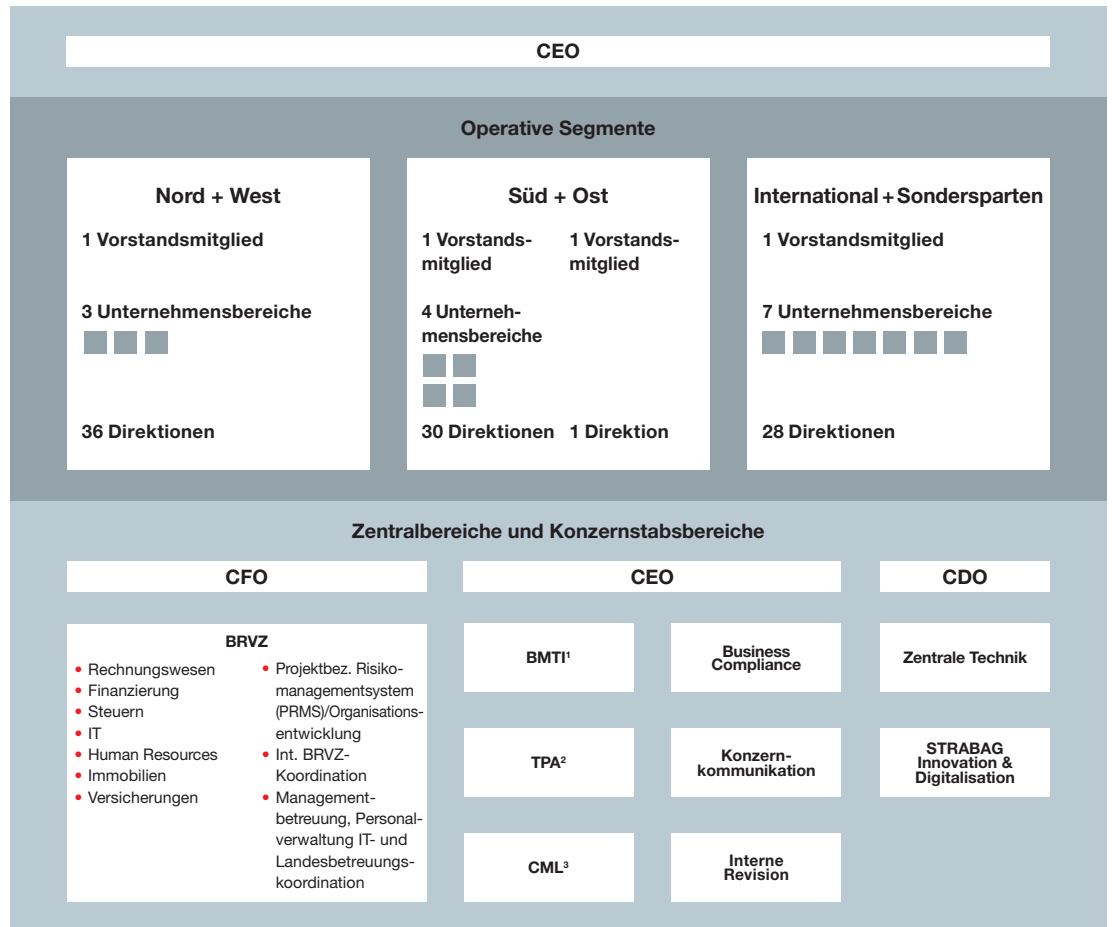 CEO
Operative Segmente
Nord + West
1 Vorstandsmitglied
3 Unternehmensbereiche
36 Direktionen
Süd + Ost
1 Vorstands-
mitglied
1 Vorstands-
mitglied
4 Unterneh-
mensbereiche
30 Direktionen
1 Direktion
International + Sondersparten
1 Vorstandsmitglied
7 Unternehmensbereiche
28 Direktionen
Zentralbereiche und Konzernstabsbereiche
CFO
BRVZ
• Rechnungswesen
• Finanzierung
• Steuern
• IT
• Human Resources
• Immobilien
• Versicherungen
• Projektbez. Risiko-
managementsystem
(PRMS)/Organisations-
entwicklung
• Int. BRVZ-
Koordination
• Management-
betreuung, Personal-
verwaltung IT- und
Landesbetreuungs-
koordination
CEO
BMTI¹
Business
Compliance
TPA²
Konzern-
kommunikation
CML³
Interne
Revision
CDO
Zentrale Technik
STRABAG
Innovation &
Digitalisation